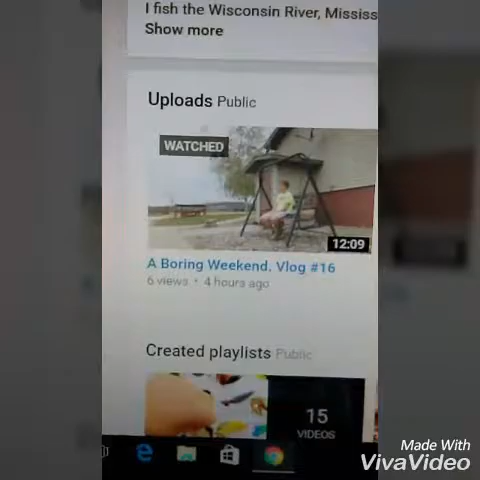 I fish the Wisconsin River, Mississ
Show more
Uploads Public
WATCHED
12:09
A Boring Weekend. Vlog #16
6 views • 4 hours ago
Created playlists Public
15
VIDEOS
Made With
VivaVideo